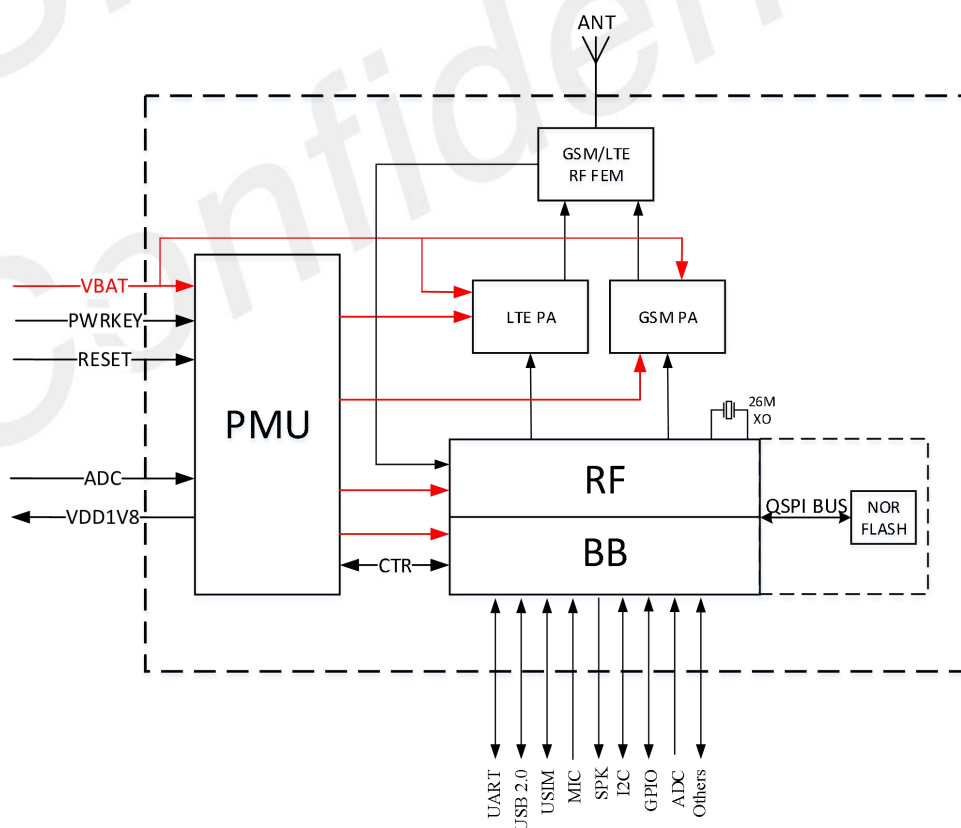 Confiden
ANT
GSM/LTE
RF FEM
VBAT
PWRKEY
RESET
LTE PA
GSM PA
PMU
26M
XO
ADC
VDD1V8
RF
QSPI BUS
NOR
FLASH
BB
CTR
UART
USB 2.0
USIM
MIC
SPK
I2C
GPIO
ADC
Others